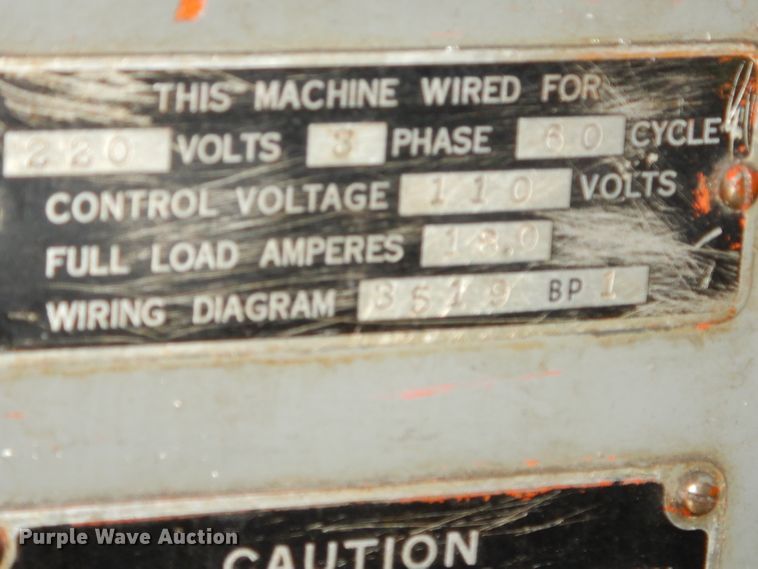 THIS MACHINE WIRED FOR
220 VOLTS 3 PHASE 60 CYCLE
CONTROL VOLTAGE 110 VOLTS
FULL LOAD AMPERES 18.0
WIRING DIAGRAM 3519 BP 1
CAUTION
Purple Wave Auction